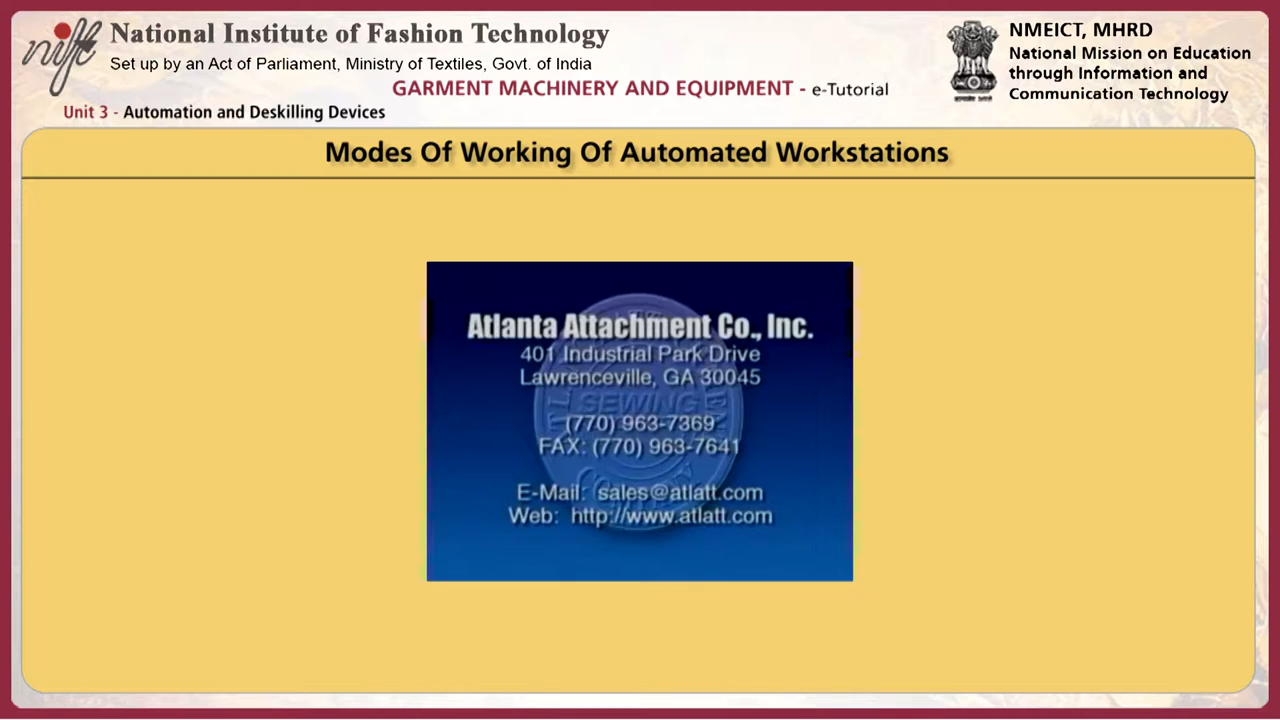 nift
National Institute of Fashion Technology
Set up by an Act of Parliament, Ministry of Textiles, Govt. of India
GARMENT MACHINERY AND EQUIPMENT - e-Tutorial
Unit 3 - Automation and Deskilling Devices
NMEICT, MHRD
National Mission on Education
through Information and
Communication Technology
Modes Of Working Of Automated Workstations
Atlanta Attachment Co., Inc.
401 Industrial Park Drive
Lawrenceville, GA 30045
SEWING
(770) 963-7369
FAX: (770) 963-7641
E-Mail: sales@atlatt.com
Web: http://www.atlatt.com